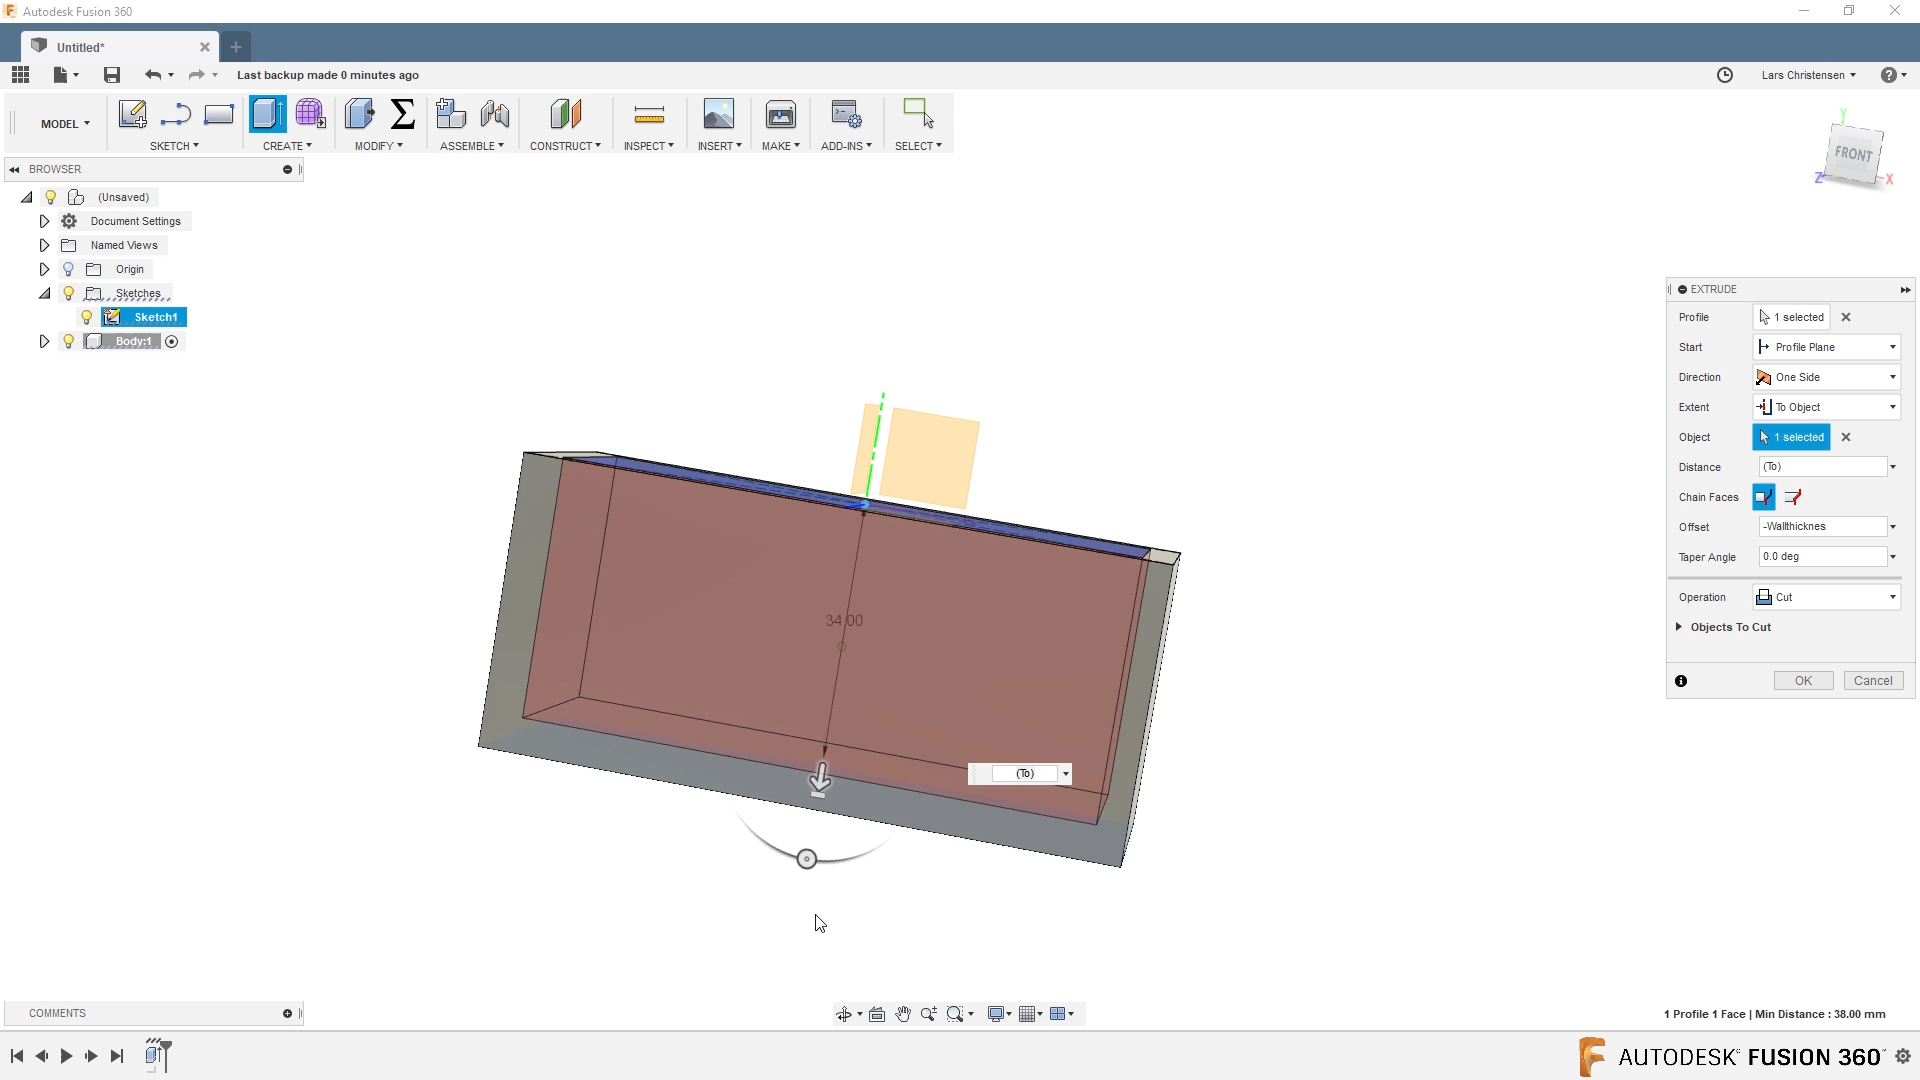 Autodesk Fusion 360
Untitled*
Last backup made 0 minutes ago
Lars Christensen
MODEL
SKETCH
CREATE
MODIFY
ASSEMBLE
CONSTRUCT
INSPECT
INSERT
MAKE
ADD-INS
SELECT
Y
FRONT
Z
X
BROWSER
(Unsaved)
Document Settings
Named Views
Origin
Sketches
Sketch1
Body:1
EXTRUDE
Profile 1 selected
Start Profile Plane
Direction One Side
Extent To Object
Object 1 selected
Distance (To)
Chain Faces
Offset -Wallthicknes
Taper Angle 0.0 deg
Operation Cut
Objects To Cut
OK Cancel
34.00
(To)
COMMENTS
1 Profile 1 Face | Min Distance : 38.00 mm
AUTODESK® FUSION 360™